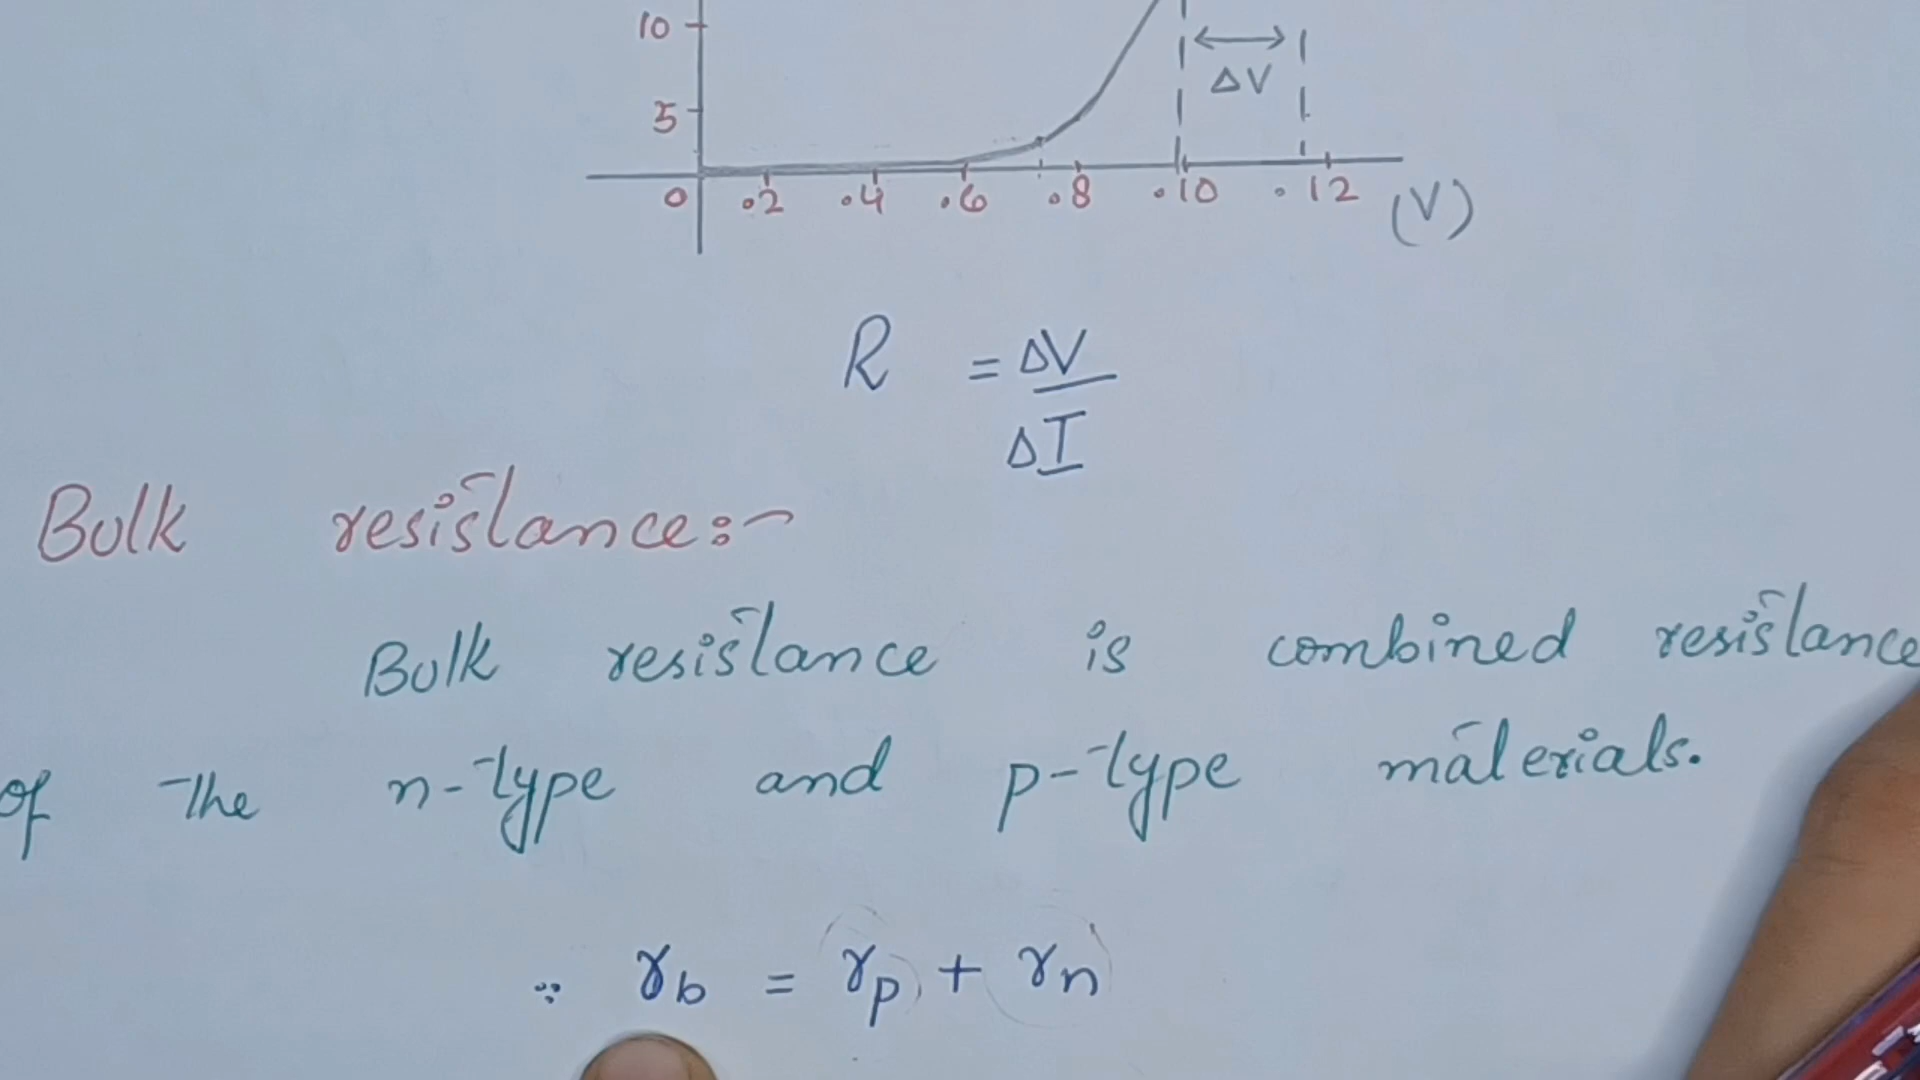 10
ΔV
5
0 .2 .4 .6 .8 .10 .12 (V)
R = ΔV
ΔI
Bulk resistance:-
Bulk resistance is combined resistance
of the n-type and p-type materials.
∵ rb = rp + rn